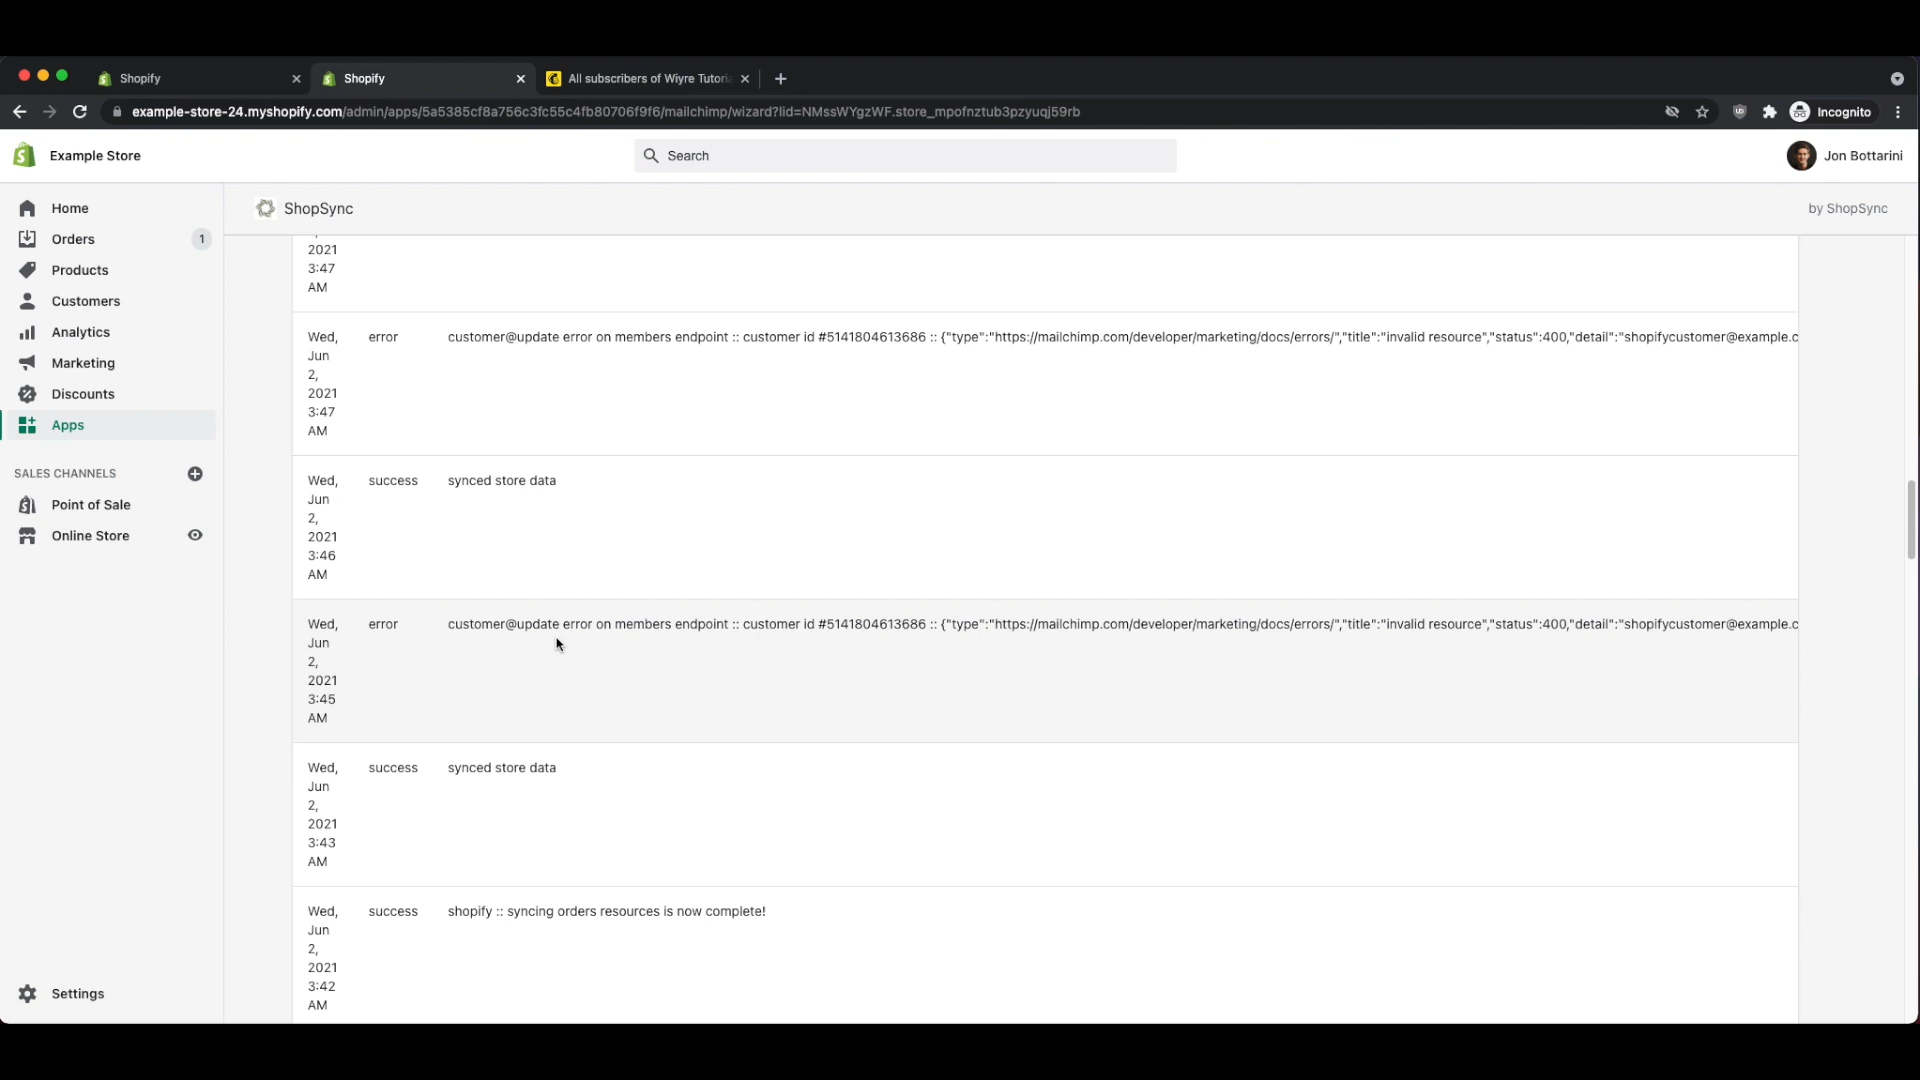 Shopify
Shopify
All subscribers of Wiyre Tutoria
example-store-24.myshopify.com/admin/apps/5a5385cf8a756c3fc55c4fb80706f9f6/mailchimp/wizard?lid=NMssWYgzWF.store_mpofnztub3pzyuqj59rb
Incognito
Example Store
Search
Jon Bottarini
Home
Orders
1
Products
Customers
Analytics
Marketing
Discounts
Apps
SALES CHANNELS
Point of Sale
Online Store
Settings
ShopSync
by ShopSync
2021
3:47
AM
Wed,
Jun
2,
2021
3:47
AM
error
customer@update error on members endpoint :: customer id #5141804613686 :: {"type":"https://mailchimp.com/developer/marketing/docs/errors/","title":"invalid resource","status":400,"detail":"shopifycustomer@example.c
Wed,
Jun
2,
2021
3:46
AM
success
synced store data
Wed,
Jun
2,
2021
3:45
AM
error
customer@update error on members endpoint :: customer id #5141804613686 :: {"type":"https://mailchimp.com/developer/marketing/docs/errors/","title":"invalid resource","status":400,"detail":"shopifycustomer@example.c
Wed,
Jun
2,
2021
3:43
AM
success
synced store data
Wed,
Jun
2,
2021
3:42
AM
success
shopify :: syncing orders resources is now complete!